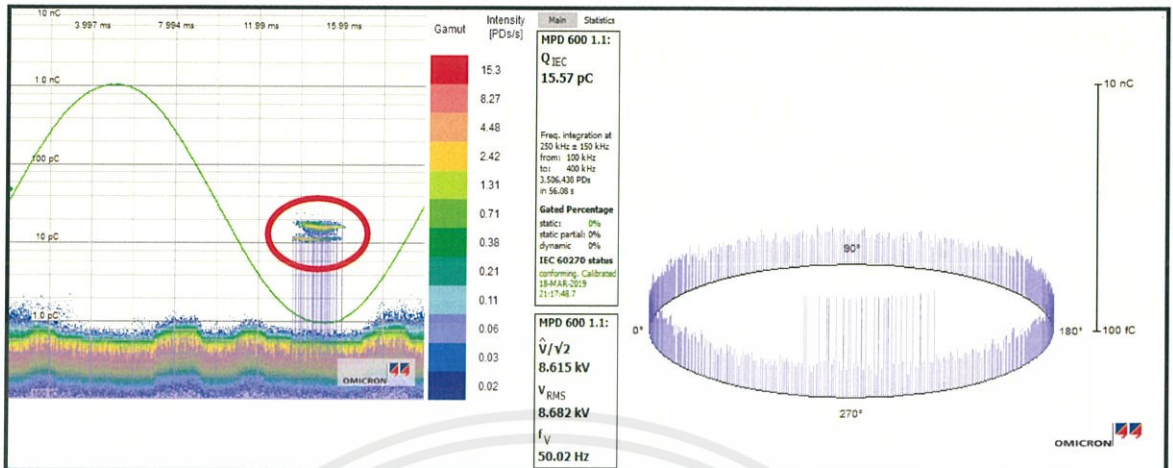 10 nC
3.997 ms
7.994 ms
11.99 ms
15.99 ms
1.0 nC
100 pC
10 pC
1.0 pC
100 fC
OMICRON
Gamut
Intensity
[PDs/s]
15.3
8.27
4.48
2.42
1.31
0.71
0.38
0.21
0.11
0.06
0.03
0.02
Main Statistics
MPD 600 1.1:
Q IEC
15.57 pC
Freq. integration at
250 kHz ± 150 kHz
from: 100 kHz
to: 400 kHz
3,506,438 PDs
in 56.08 s
Gated Percentage
static: 0%
static partial: 0%
dynamic 0%
IEC 60270 status
conforming. Calibrated
18-MAR-2019
21:17:48.7
MPD 600 1.1:
V̂/√2
8.615 kV
V RMS
8.682 kV
f V
50.02 Hz
10 nC
90°
0°
180°
100 fC
270°
OMICRON